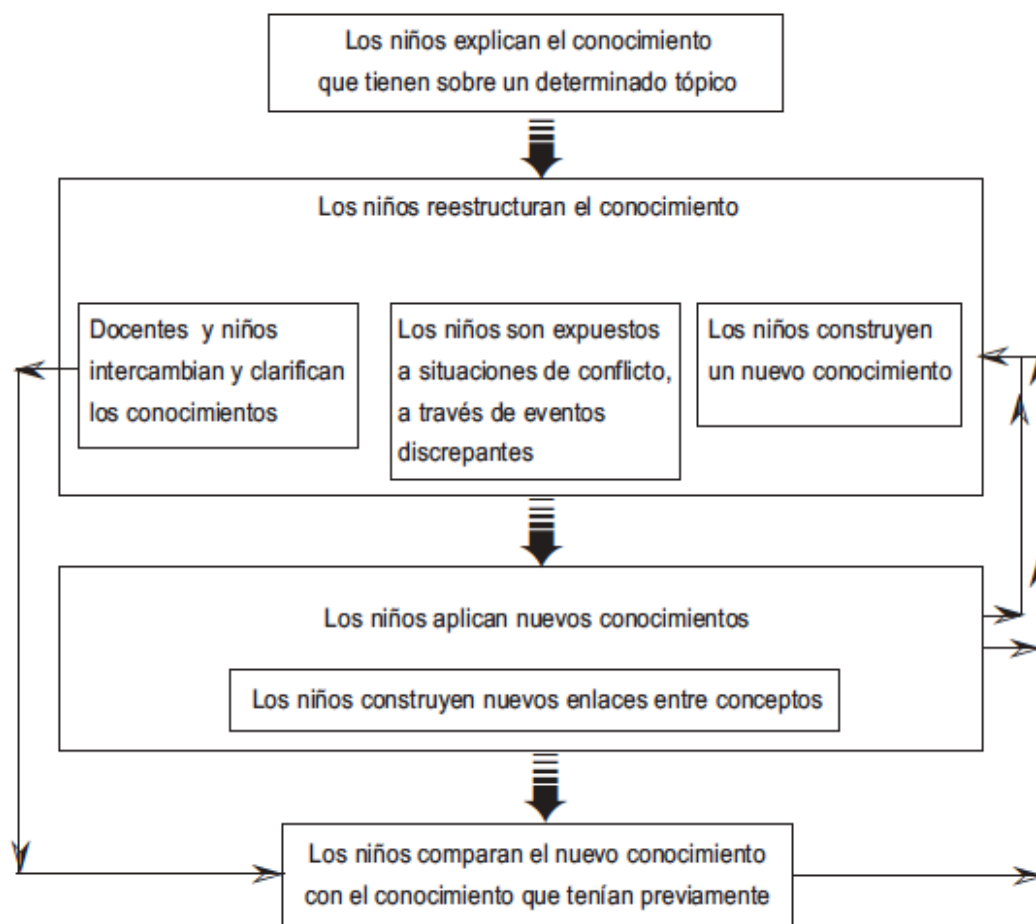 Los niños explican el conocimiento
que tienen sobre un determinado tópico
Los niños reestructuran el conocimiento
Docentes y niños
intercambian y clarifican
los conocimientos
Los niños son expuestos
a situaciones de conflicto,
a través de eventos
discrepantes
Los niños construyen
un nuevo conocimiento
Los niños aplican nuevos conocimientos
Los niños construyen nuevos enlaces entre conceptos
Los niños comparan el nuevo conocimiento
con el conocimiento que tenían previamente